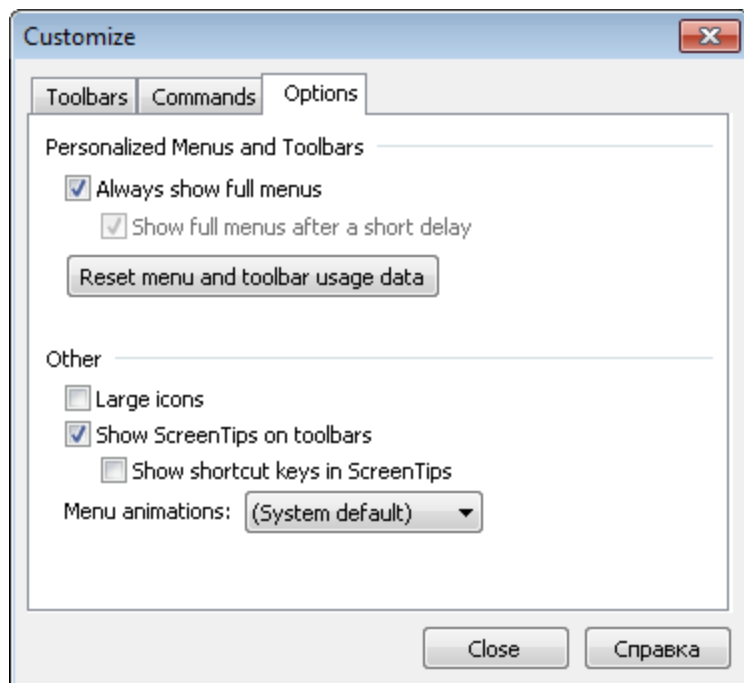 Customize
Toolbars Commands Options
Personalized Menus and Toolbars
Always show full menus
Show full menus after a short delay
Reset menu and toolbar usage data
Other
Large icons
Show ScreenTips on toolbars
Show shortcut keys in ScreenTips
Menu animations: (System default)
Close Справка